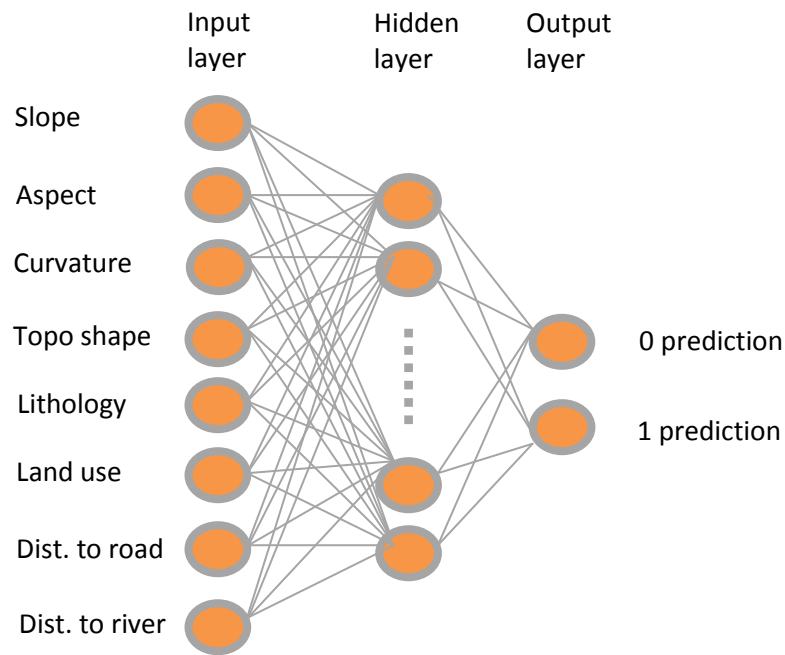 Input
layer
Hidden
layer
Output
layer
Slope
Aspect
Curvature
Topo shape
Lithology
Land use
Dist. to road
Dist. to river
0 prediction
1 prediction